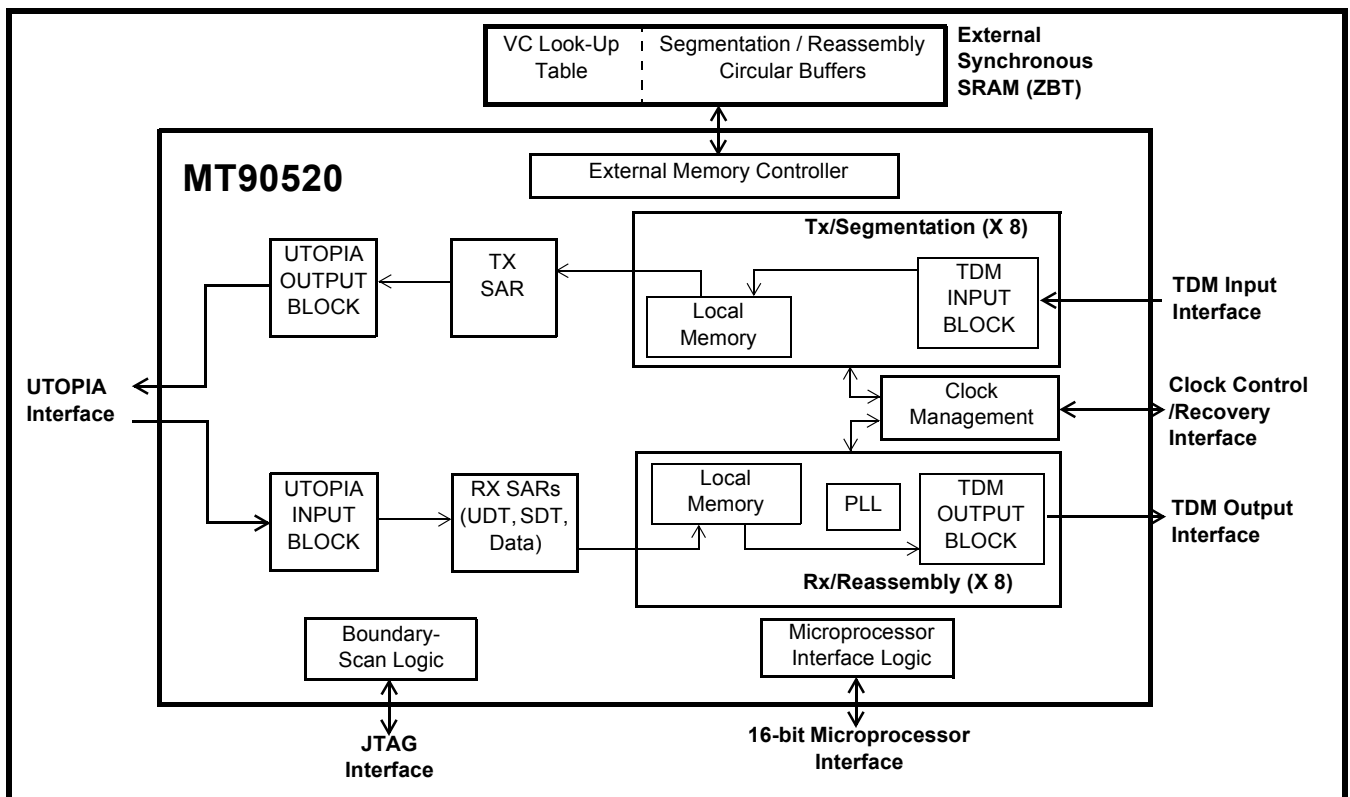 VC Look-Up
Table
Segmentation / Reassembly
Circular Buffers
External
Synchronous
SRAM (ZBT)
MT90520
External Memory Controller
Tx/Segmentation (X 8)
UTOPIA
OUTPUT
BLOCK
TX
SAR
Local
Memory
TDM
INPUT
BLOCK
TDM Input
Interface
UTOPIA
Interface
Clock
Management
Clock Control
/Recovery
Interface
UTOPIA
INPUT
BLOCK
RX SARs
(UDT, SDT,
Data)
Local
Memory
PLL
TDM
OUTPUT
BLOCK
TDM Output
Interface
Rx/Reassembly (X 8)
Boundary-
Scan Logic
Microprocessor
Interface Logic
JTAG
Interface
16-bit Microprocessor
Interface